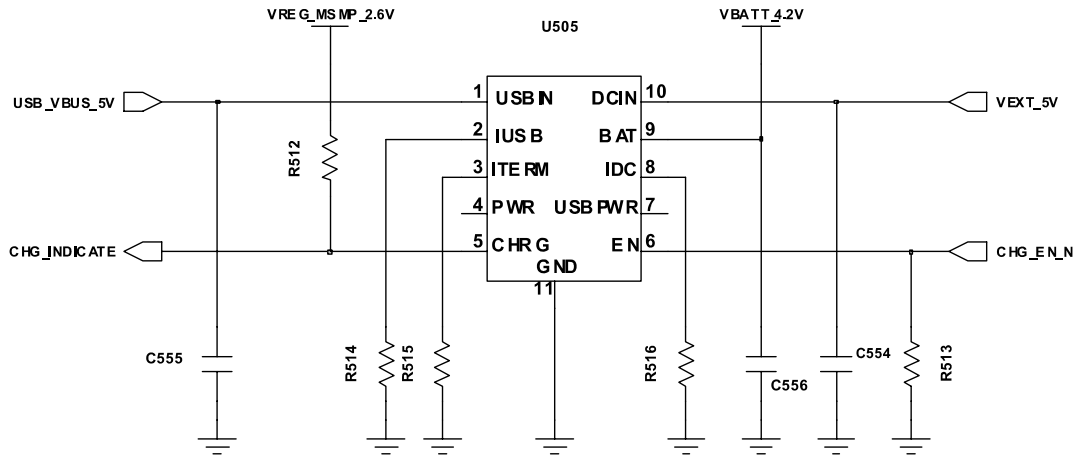 VREG_MSMP_2.6V
U505
VBATT_4.2V
USB_VBUS_5V
1
USBIN
DCIN
10
VEXT_5V
2
IUSB
BAT
9
R512
3
ITERM
IDC
8
4
PWR
USBPWR
7
CHG_INDICATE
5
CHRG
EN
6
CHG_EN_N
GND
11
C555
R514
R515
R516
C556
C554
R513